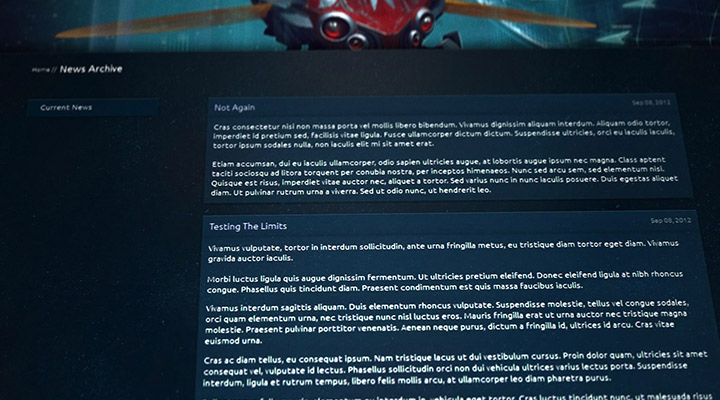 Home // News Archive
Current News
Not Again
Sep 08, 2012
Cras consectetur nisi non massa porta vel mollis libero bibendum. Vivamus dignissim aliquam interdum. Aliquam odio tortor,
imperdiet id pretium sed, facilisis vitae ligula. Fusce ullamcorper dictum dictum. Suspendisse ultricies, orci eu iaculis iaculis,
tortor ipsum sodales nulla, non iaculis elit mi sit amet erat.
Etiam accumsan, dui eu iaculis ullamcorper, odio sapien ultricies augue, at lobortis augue ipsum nec magna. Class aptent
taciti sociosqu ad litora torquent per conubia nostra, per inceptos himenaeos. Nunc sed arcu sem, sed elementum nisi.
Quisque est risus, imperdiet vitae auctor nec, aliquet a tortor. Sed varius nunc in nunc iaculis posuere. Duis egestas aliquet
diam. Ut pulvinar rutrum urna a viverra. Sed ut odio nunc, ut hendrerit leo.
Testing The Limits
Sep 08, 2012
Vivamus vulputate, tortor in interdum sollicitudin, ante urna fringilla metus, eu tristique diam tortor eget diam. Vivamus
gravida auctor iaculis.
Morbi luctus ligula quis augue dignissim fermentum. Ut ultricies pretium eleifend. Donec eleifend ligula at nibh rhoncus
congue. Phasellus quis tincidunt diam. Praesent condimentum est quis massa faucibus iaculis.
Vivamus interdum sagittis aliquam. Duis elementum rhoncus vulputate. Suspendisse molestie, tellus vel congue sodales,
orci quam elementum urna, nec tristique nunc nisl luctus eros. Mauris fringilla erat ut urna auctor nec tristique magna
molestie. Praesent pulvinar porttitor venenatis. Aenean neque purus, dictum a fringilla id, ultrices id arcu. Cras vitae
euismod urna.
Cras ac diam tellus, eu consequat ipsum. Nam tristique lacus ut dui vestibulum cursus. Proin dolor quam, ultricies sit amet
consequat vel, vulputate id lectus. Phasellus sollicitudin orci non dui vehicula ultrices varius lectus porta. Suspendisse
interdum, ligula et rutrum tempus, libero felis mollis arcu, at ullamcorper leo diam pharetra purus.
eget tortor. Cras luctus tincidunt nunc, ut malesuada risus